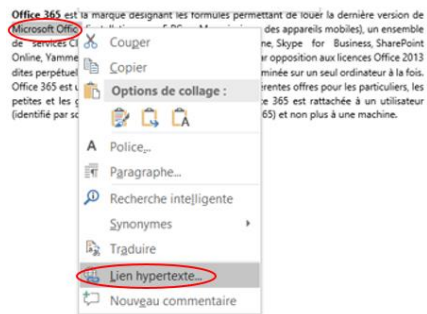 Office 365 est la marque désignant les formules permettant de louer la dernière version de
Microsoft Offic des appareils mobiles), un ensemble
de services Cl ne, Skype for Business, SharePoint
Online, Yamme ar opposition aux licences Office 2013
dites perpétuel minée sur un seul ordinateur à la fois.
Office 365 est u érentes offres pour les particuliers, les
petites et les g e 365 est rattachée à un utilisateur
(identifié par sc 65) et non plus à une machine.
Couper
Copier
Options de collage :
Police...
Paragraphe...
Recherche intelligente
Synonymes
Traduire
Lien hypertexte...
Nouveau commentaire